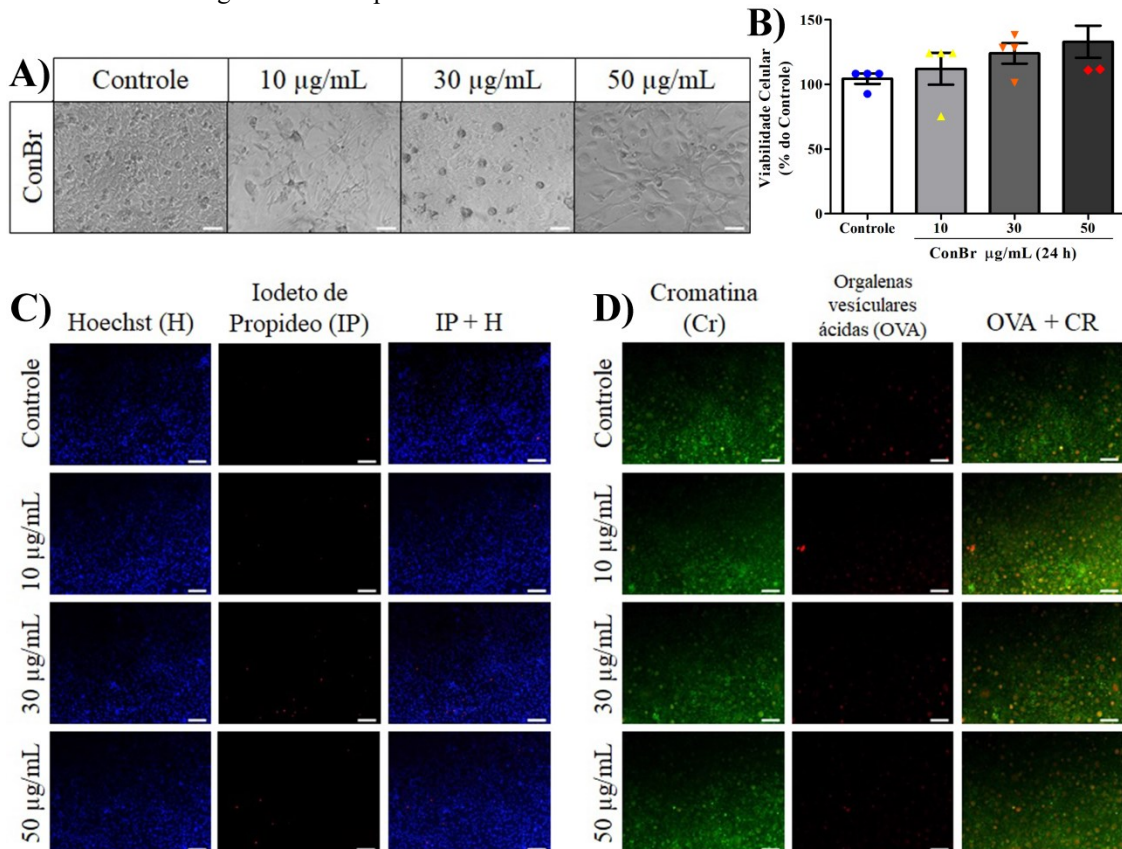 A)
Controle
10 µg/mL
30 µg/mL
50 µg/mL
ConBr
B)
Viabilidade Celular
(% do Controle)
150
100
50
0
Controle
10
30
50
ConBr µg/mL (24 h)
C)
Hoechst (H)
Iodeto de
Propideo (IP)
IP + H
Controle
10 µg/mL
30 µg/mL
50 µg/mL
D)
Cromatina
(Cr)
Orgalenas
vesículares
ácidas (OVA)
OVA + CR
Controle
10 µg/mL
30 µg/mL
50 µg/mL